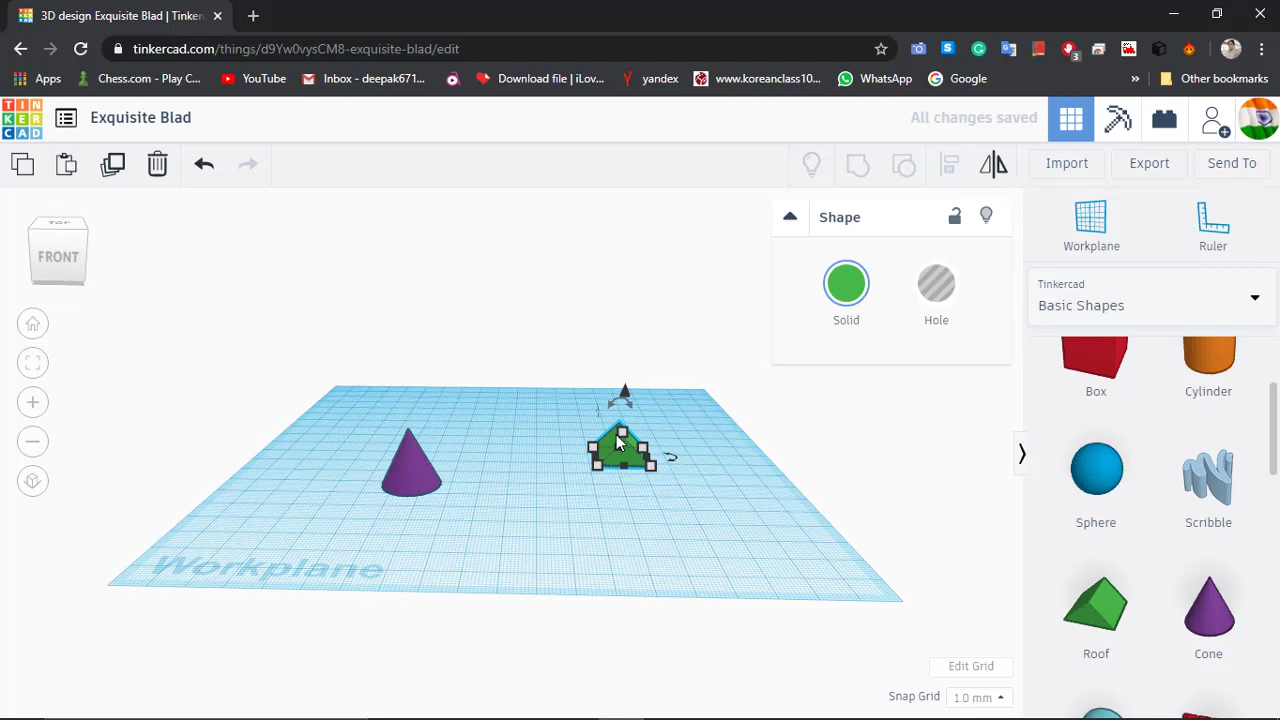 3D design Exquisite Blad | Tinker
tinkercad.com/things/d9Yw0vysCM8-exquisite-blad/edit
3
Apps
Chess.com - Play C...
YouTube
Inbox - deepak671...
Download file | iLov...
yandex
www.koreanclass10...
WhatsApp
Google
»
Other bookmarks
TIN
KER
CAD
Exquisite Blad
All changes saved
Import
Export
Send To
TOP
FRONT
Shape
Solid
Hole
Workplane
Ruler
Tinkercad
Basic Shapes
Box
Cylinder
Sphere
Scribble
Roof
Cone
Workplane
Edit Grid
Snap Grid
1.0 mm